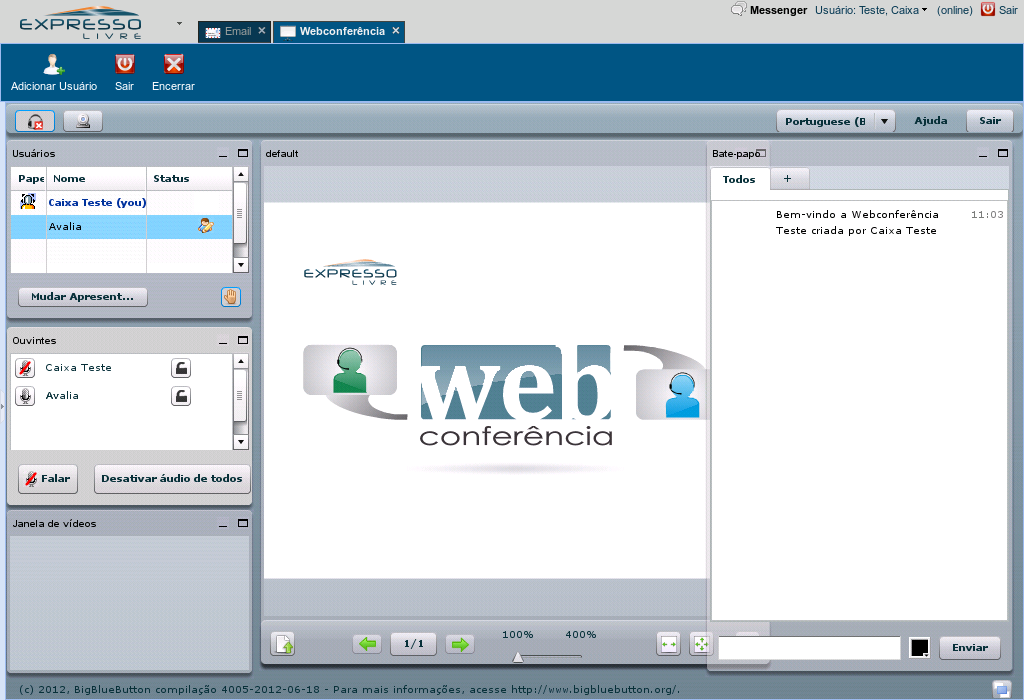 EXPRESSO
LIVRE
Email
Webconferência
Messenger
Usuário: Teste, Caixa
(online)
Sair
Adicionar Usuário
Sair
Encerrar
Portuguese (B
Ajuda
Sair
Usuários
Pape
Nome
Status
Caixa Teste (you)
Avalia
Mudar Apresent...
Ouvintes
Caixa Teste
Avalia
Falar
Desativar áudio de todos
Janela de vídeos
default
EXPRESSO
LIVRE
web
conferência
1/1
100%
400%
Bate-papo
Todos
+
Bem-vindo a Webconferência
11:03
Teste criada por Caixa Teste
Enviar
(c) 2012, BigBlueButton compilação 4005-2012-06-18 - Para mais informações, acesse http://www.bigbluebutton.org/.